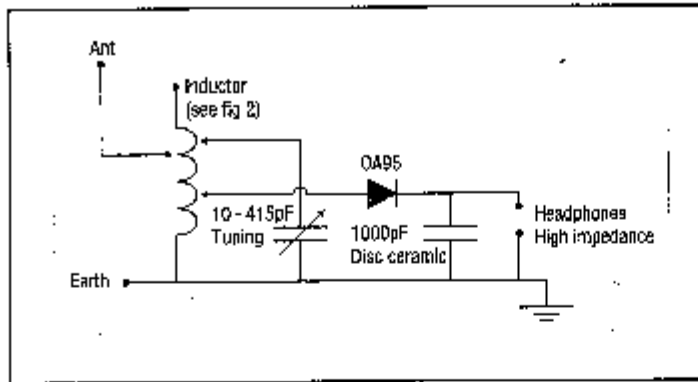 Ant
Inductor
(see fig 2)
OA95
10 - 415pF
Tuning
1000pF
Disc ceramic
Headphones
High impedance
Earth